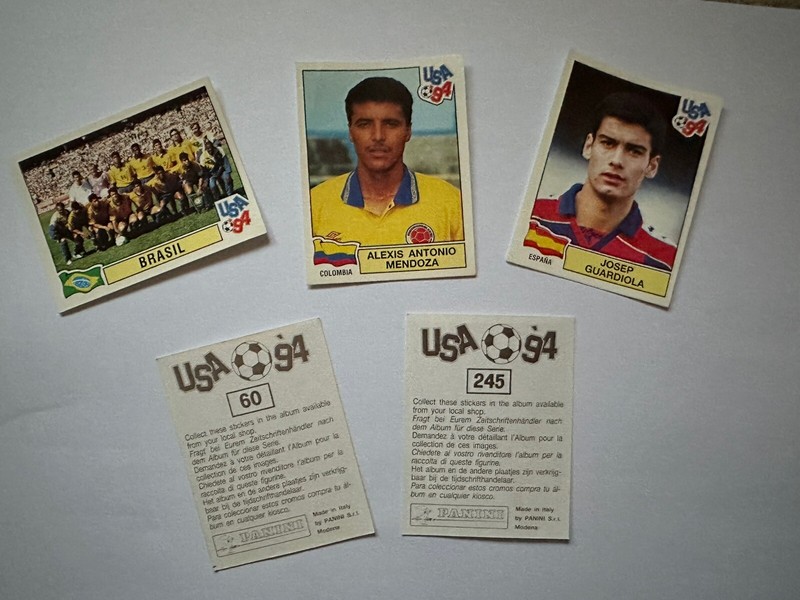 USA 94
BRASIL
USA 94
COLOMBIA
ALEXIS ANTONIO
MENDOZA
USA 94
ESPAÑA
JOSEP
GUARDIOLA
USA '94
60
Collect these stickers in the album available
from your local shop.
Fragt bei Eurem Zeitschriftenhändler nach
dem Album für diese Serie.
Demandez à votre détaillant l'Album pour la
collection de ces images.
Chiedete al vostro rivenditore l'album per la
raccolta di queste figurine.
Het album en de andere plaatjes zijn verkrijg-
baar bij de tijdschrifthandelaar.
Para coleccionar estos cromos compra tu ál-
bum en cualquier kiosco.
PANINI
Made in Italy
by PANINI S.r.l.
Modena
USA '94
245
Collect these stickers in the album available
from your local shop.
Fragt bei Eurem Zeitschriftenhändler nach
dem Album für diese Serie.
Demandez à votre détaillant l'Album pour la
collection de ces images.
Chiedete al vostro rivenditore l'album per la
raccolta di queste figurine.
Het album en de andere plaatjes zijn verkrijg-
baar bij de tijdschrifthandelaar.
Para coleccionar estos cromos compra tu ál-
bum en cualquier kiosco.
PANINI
Made in Italy
by PANINI S.r.l.
Modena